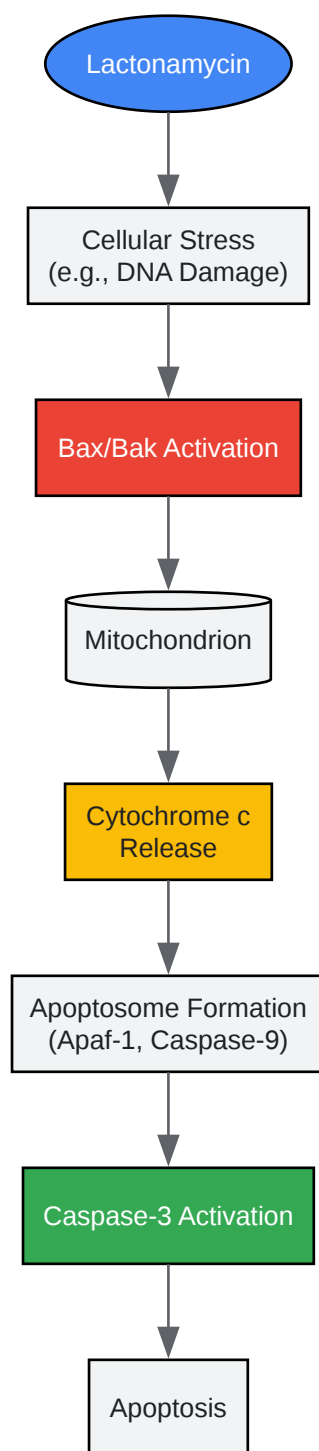 Lactonamycin
Cellular Stress
(e.g., DNA Damage)
Bax/Bak Activation
Mitochondrion
Cytochrome c
Release
Apoptosome Formation
(Apaf-1, Caspase-9)
Caspase-3 Activation
Apoptosis